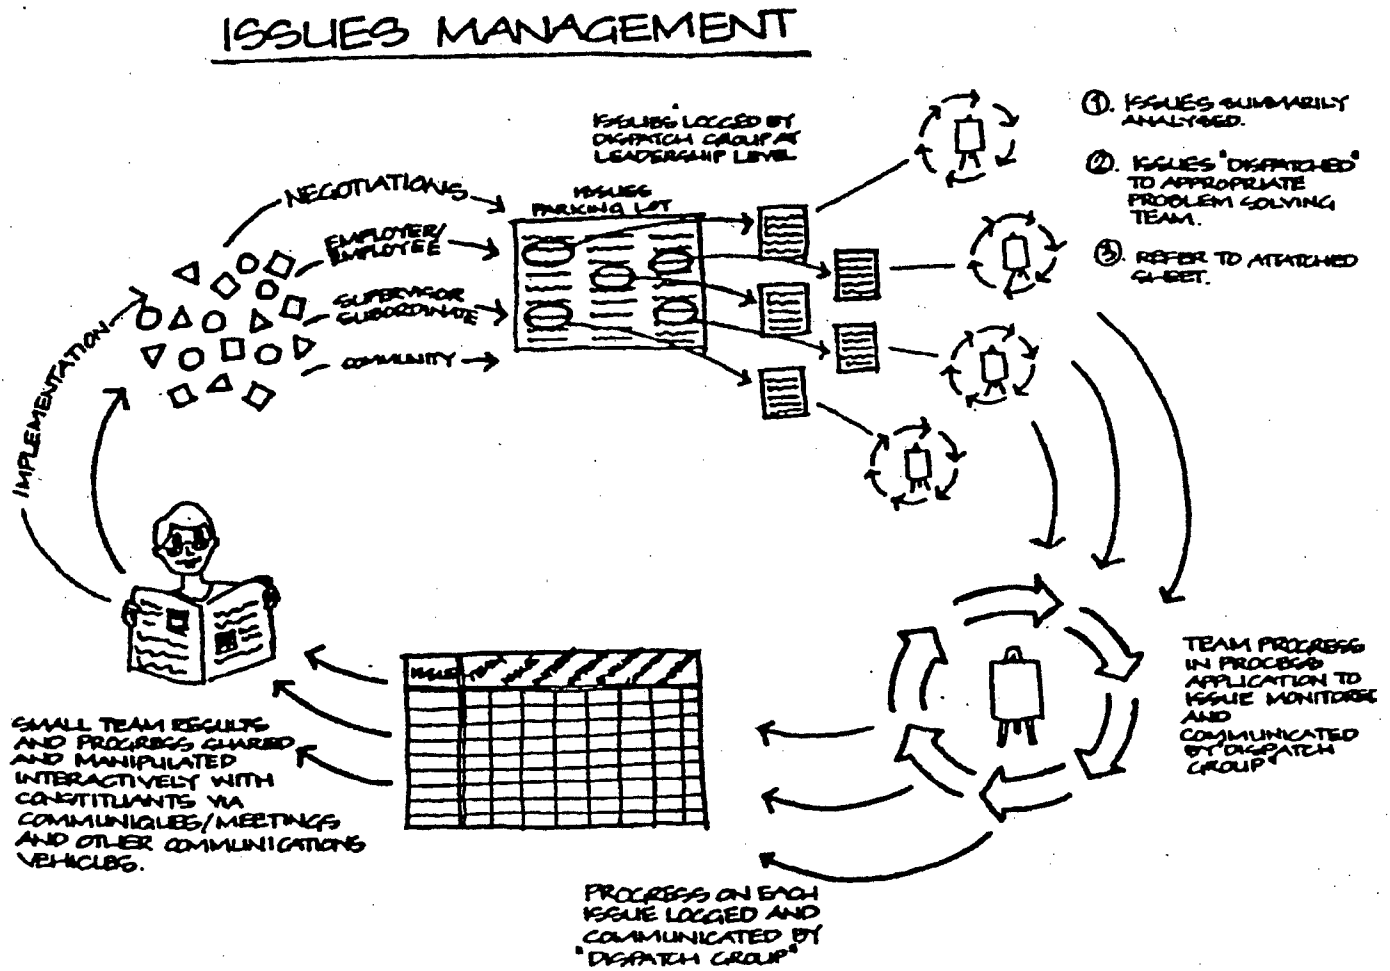 ISSUES MANAGEMENT
ISSUES LOGGED BY
DISPATCH GROUP AT
LEADERSHIP LEVEL
①. ISSUES SUMMARILY
ANALYSED.
②. ISSUES "DISPATCHED"
TO APPROPRIATE
PROBLEM SOLVING
TEAM.
③. REFER TO ATTATCHED
SHEET.
NEGOTIATIONS
EMPLOYER/
EMPLOYEE
SUPERVISOR
SUBORDINATE
COMMUNITY
ISSUES
PARKING LOT
IMPLEMENTATION
TEAM PROGRESS
IN PROCESS
APPLICATION TO
ISSUE MONITORED
AND
COMMUNICATED
BY DISPATCH
GROUP"
ISSUES
SMALL TEAM RESULTS
AND PROGRESS SHARED
AND MANIPULATED
INTERACTIVELY WITH
CONSTITUANTS VIA
COMMUNIQUES/MEETINGS
AND OTHER COMMUNICATIONS
VEHICLES.
PROGRESS ON EACH
ISSUE LOGGED AND
COMMUNICATED BY
"DISPATCH GROUP"